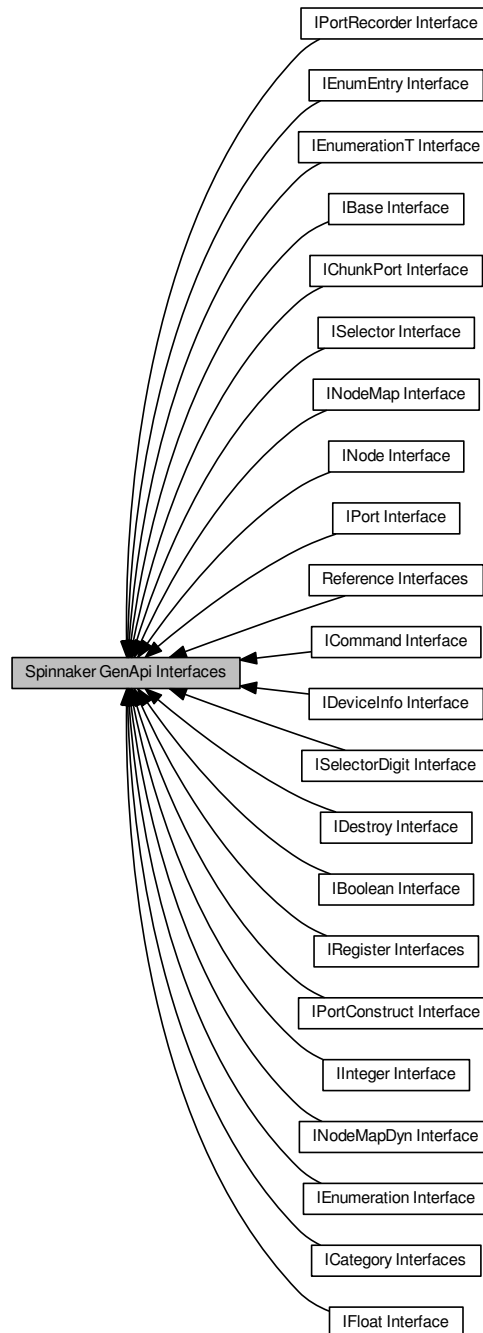 IPortRecorder Interface
IEnumEntry Interface
IEnumerationT Interface
IBase Interface
IChunkPort Interface
ISelector Interface
INodeMap Interface
INode Interface
IPort Interface
Reference Interfaces
ICommand Interface
Spinnaker GenApi Interfaces
IDeviceInfo Interface
ISelectorDigit Interface
IDestroy Interface
IBoolean Interface
IRegister Interfaces
IPortConstruct Interface
IInteger Interface
INodeMapDyn Interface
IEnumeration Interface
ICategory Interfaces
IFloat Interface